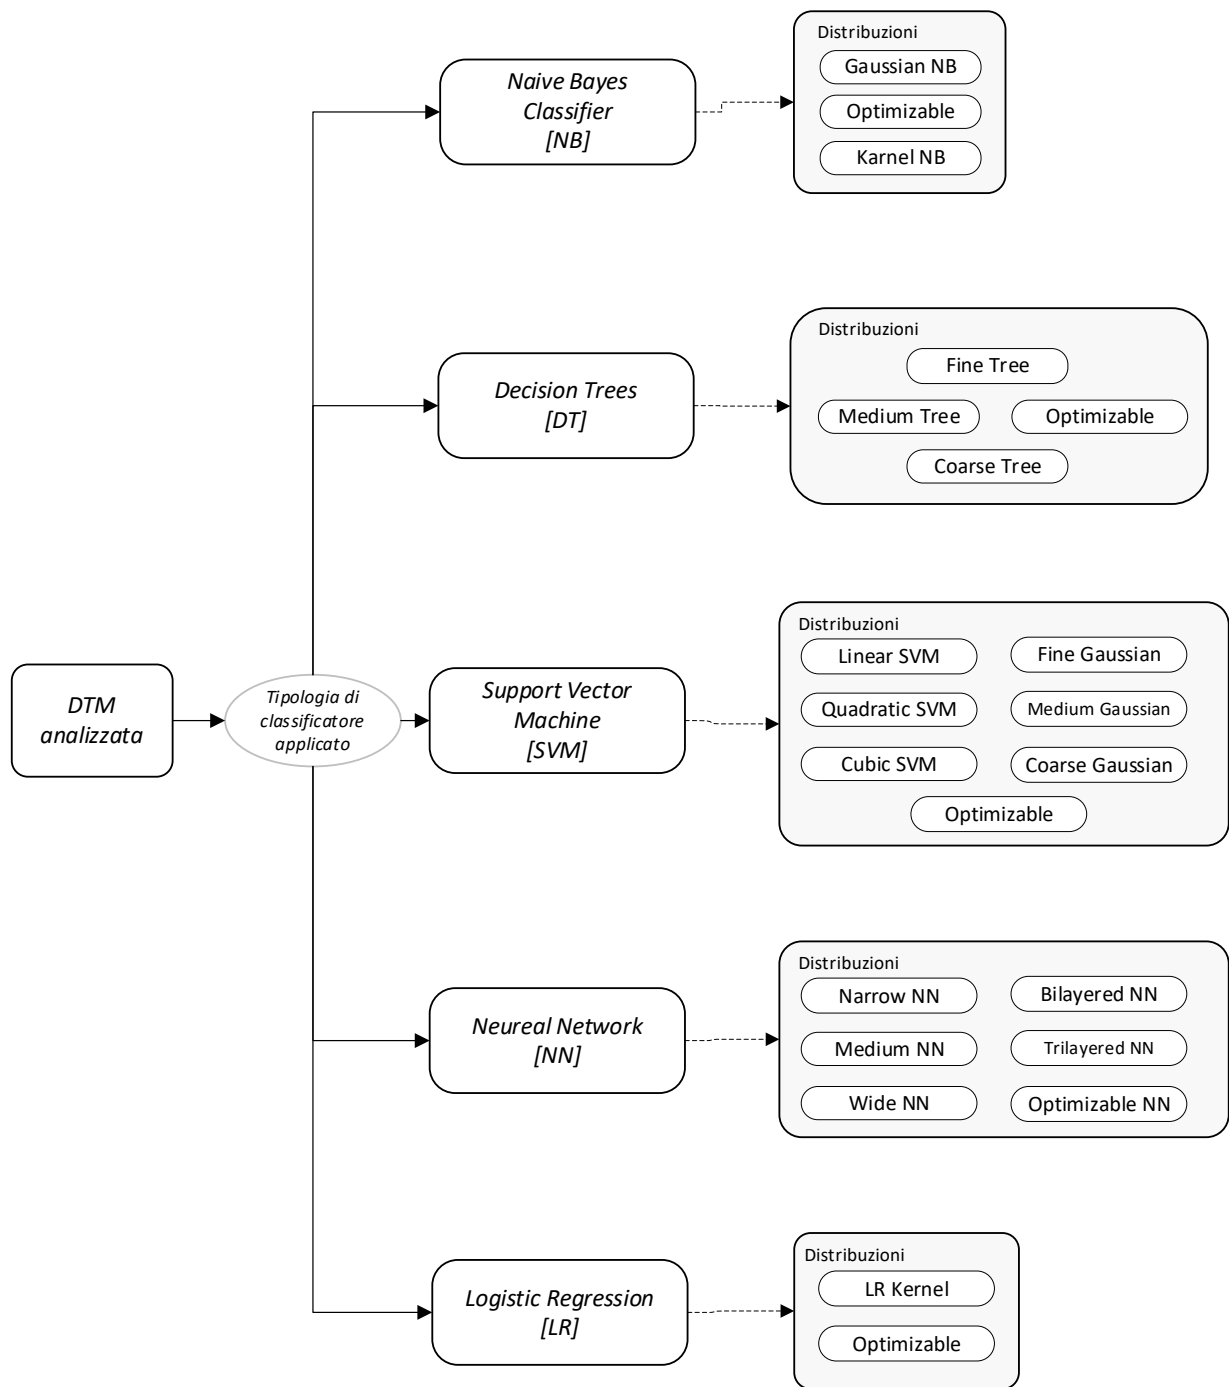 Naive Bayes
Classifier
[NB]
Distribuzioni
Gaussian NB
Optimizable
Karnel NB
Decision Trees
[DT]
Distribuzioni
Fine Tree
Medium Tree
Optimizable
Coarse Tree
DTM
analizzata
Tipologia di
classificatore
applicato
Support Vector
Machine
[SVM]
Distribuzioni
Linear SVM
Fine Gaussian
Quadratic SVM
Medium Gaussian
Cubic SVM
Coarse Gaussian
Optimizable
Neureal Network
[NN]
Distribuzioni
Narrow NN
Bilayered NN
Medium NN
Trilayered NN
Wide NN
Optimizable NN
Logistic Regression
[LR]
Distribuzioni
LR Kernel
Optimizable